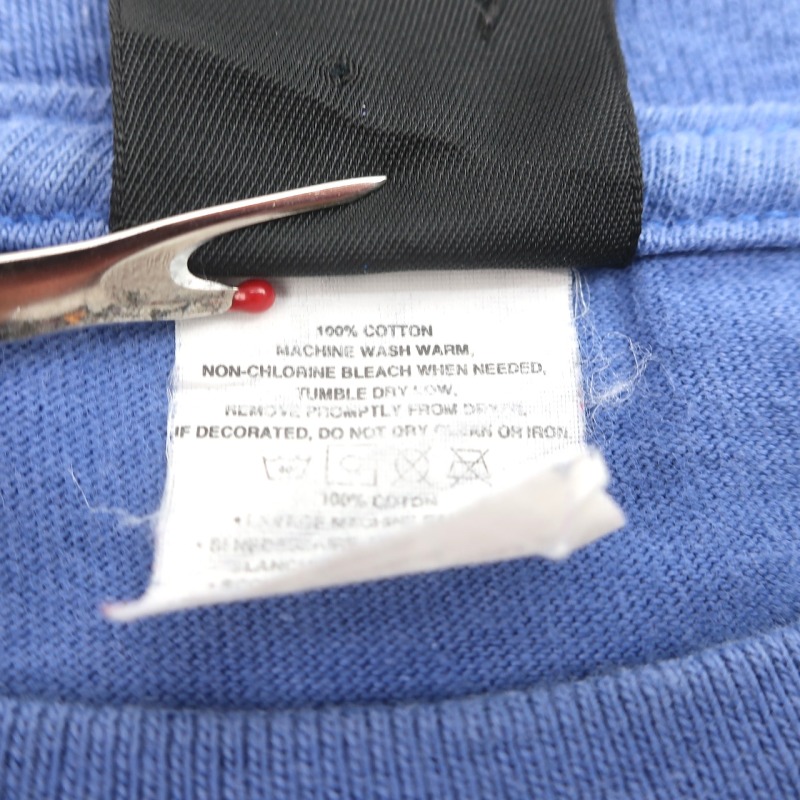 100% COTTON
MACHINE WASH WARM,
NON-CHLORINE BLEACH WHEN NEEDED,
TUMBLE DRY LOW,
REMOVE PROMPTLY FROM DRYER,
IF DECORATED, DO NOT DRY CLEAN OR IRON.
100% COTTON